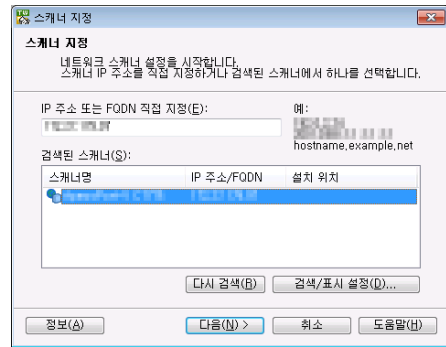 스캐너 지정
스캐너 지정
네트워크 스캐너 설정을 시작합니다.
스캐너 IP 주소를 직접 지정하거나 검색된 스캐너에서 하나를 선택합니다.
IP 주소 또는 FQDN 직접 지정(E):
예:
hostname.example.net
검색된 스캐너(S):
스캐너명 IP 주소/FQDN 설치 위치
다시 검색(R) 검색/표시 설정(D)...
정보(A) 다음(N) > 취소 도움말(H)